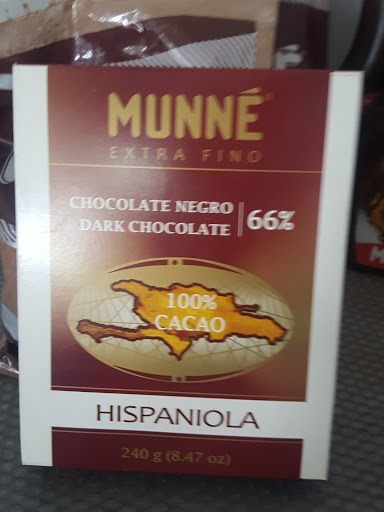 MUNNÉ®
EXTRA FINO
CHOCOLATE NEGRO
DARK CHOCOLATE
66%
100%
CACAO
HISPANIOLA
240 g (8.47 oz)